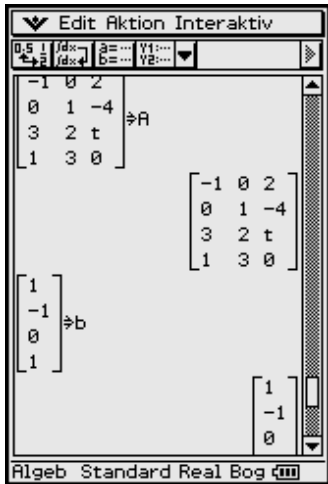 Edit Aktion Interaktiv
0.5 1 2 ∫dx ∫dx a=… b=… Y1:… Y2:…
-1 0 2
0 1 -4
3 2 t
1 3 0
⇒A
-1 0 2
0 1 -4
3 2 t
1 3 0
1
-1
0
1
⇒b
1
-1
0
Algeb Standard Real Bog